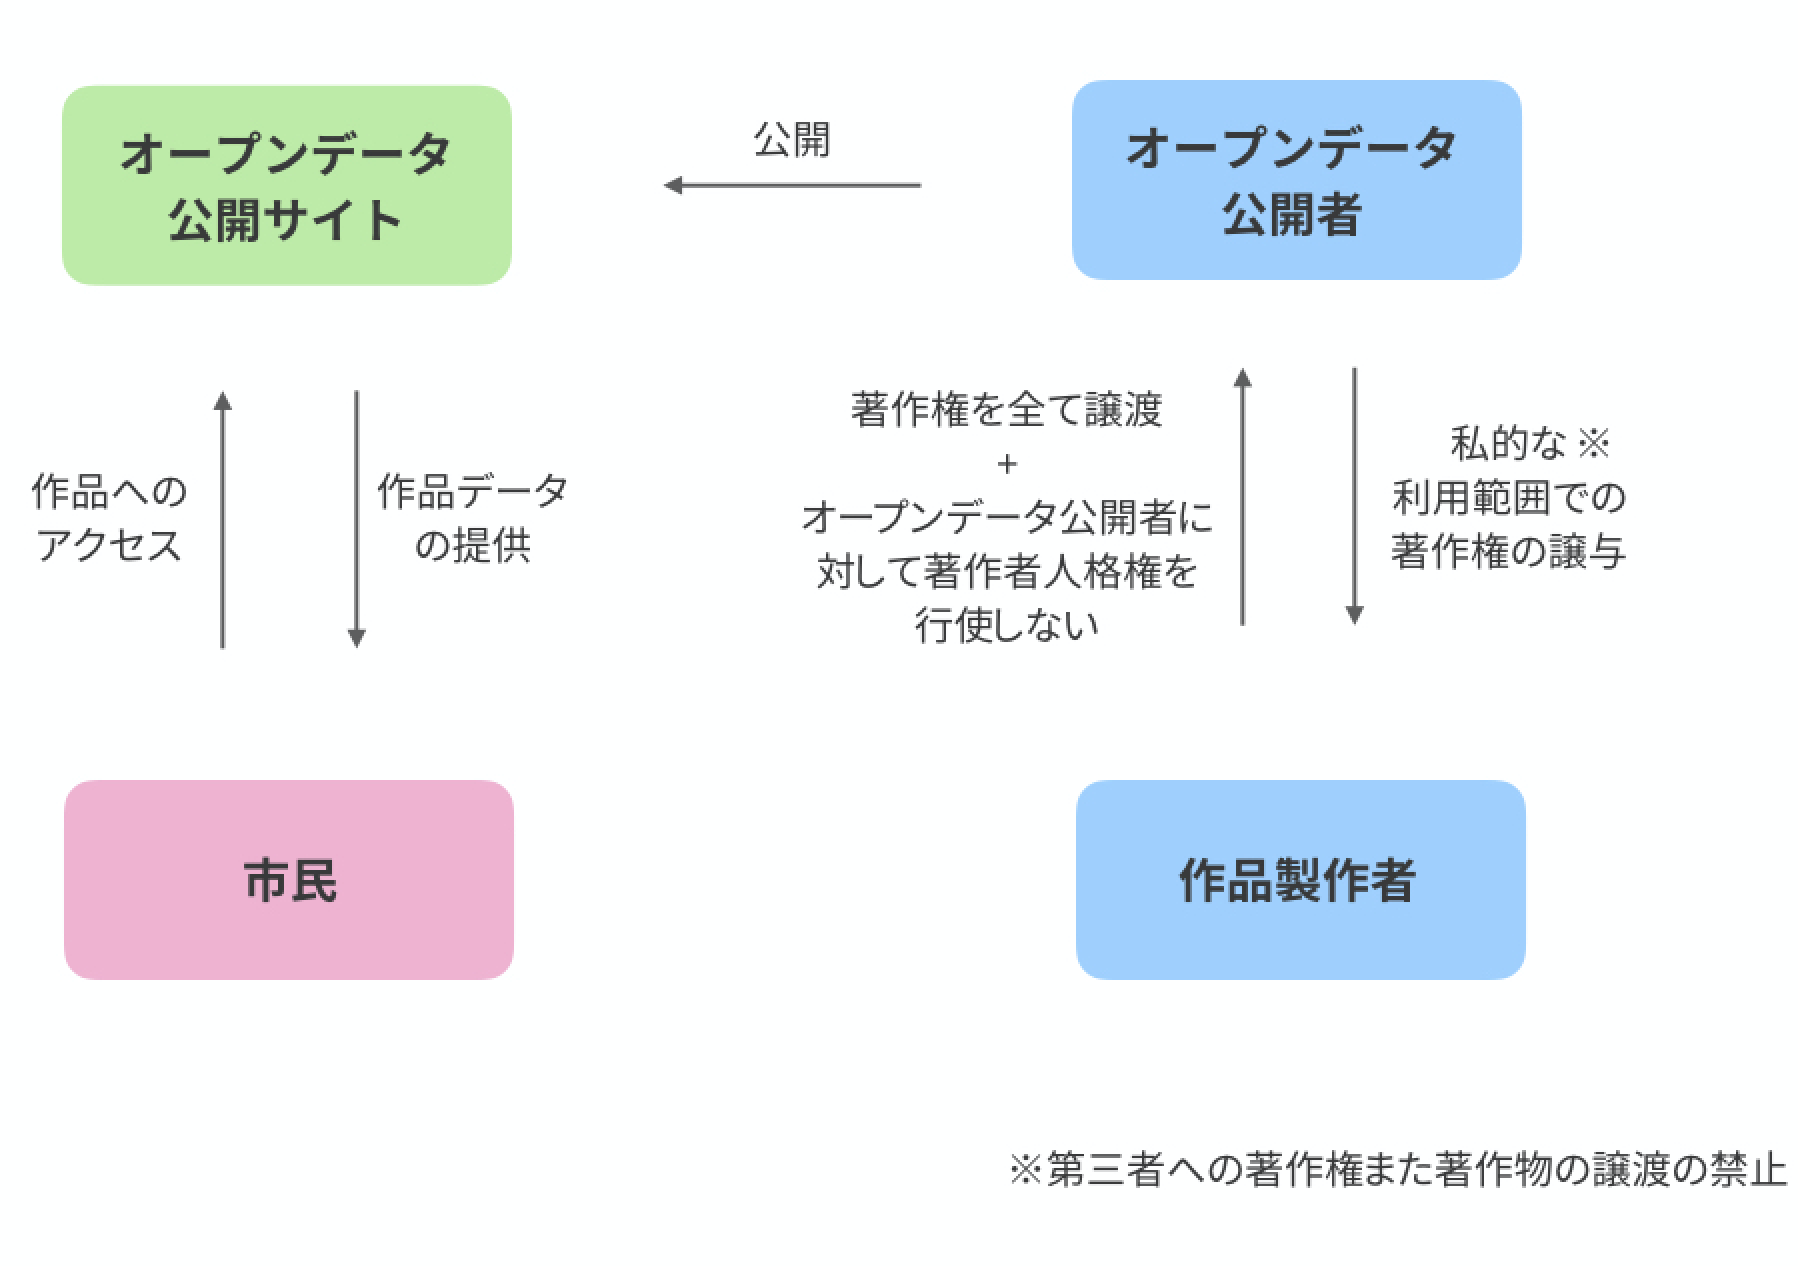 オープンデータ
公開サイト
公開
オープンデータ
公開者
作品への
アクセス
作品データ
の提供
著作権を全て譲渡
+
オープンデータ公開者に
対して著作者人格権を
行使しない
私的な ※
利用範囲での
著作権の譲与
市民
作品製作者
※第三者への著作権また著作物の譲渡の禁止